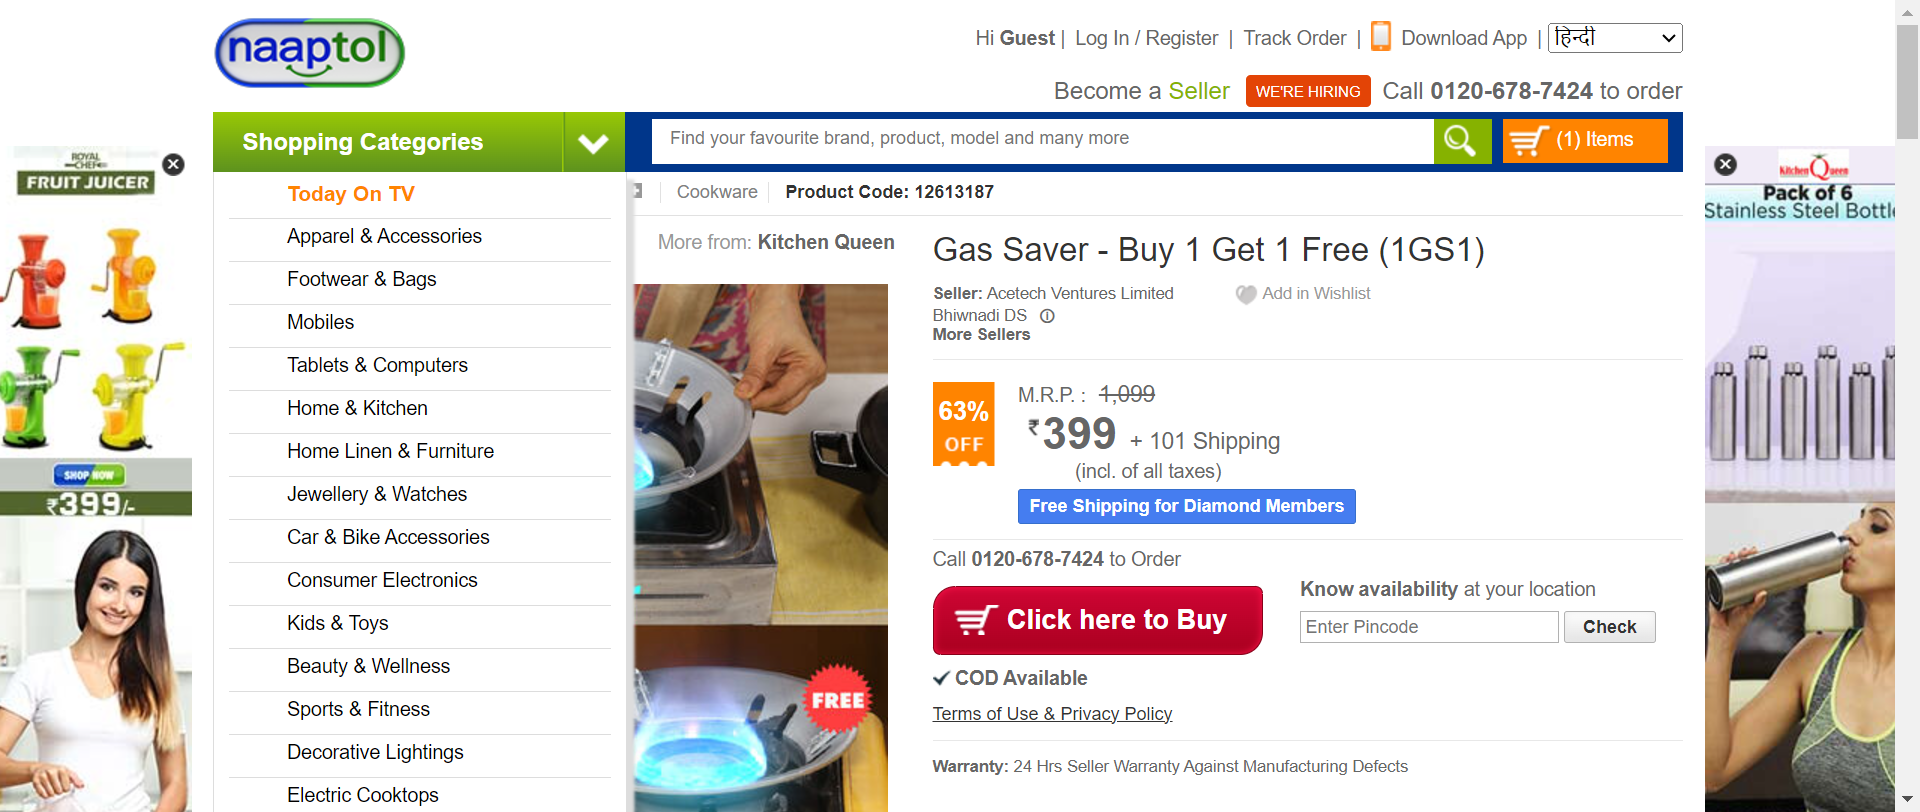 naaptol
Hi Guest | Log In / Register | Track Order | Download App | हिन्दी
Become a Seller WE'RE HIRING Call 0120-678-7424 to order
Shopping Categories
Find your favourite brand, product, model and many more
(1) Items
Today On TV
Apparel & Accessories
Footwear & Bags
Mobiles
Tablets & Computers
Home & Kitchen
Home Linen & Furniture
Jewellery & Watches
Car & Bike Accessories
Consumer Electronics
Kids & Toys
Beauty & Wellness
Sports & Fitness
Decorative Lightings
Electric Cooktops
Cookware Product Code: 12613187
More from: Kitchen Queen
FREE
Gas Saver - Buy 1 Get 1 Free (1GS1)
Seller: Acetech Ventures Limited
Bhiwnadi DS
More Sellers
Add in Wishlist
63%
OFF
M.R.P. : 1,099
₹399 + 101 Shipping
(incl. of all taxes)
Free Shipping for Diamond Members
Call 0120-678-7424 to Order
Click here to Buy
Know availability at your location
Enter Pincode Check
COD Available
Terms of Use & Privacy Policy
Warranty: 24 Hrs Seller Warranty Against Manufacturing Defects
ROYAL
CHEF
FRUIT JUICER
SHOP NOW
₹399/-
Kitchen Queen
Pack of 6
Stainless Steel Bottle